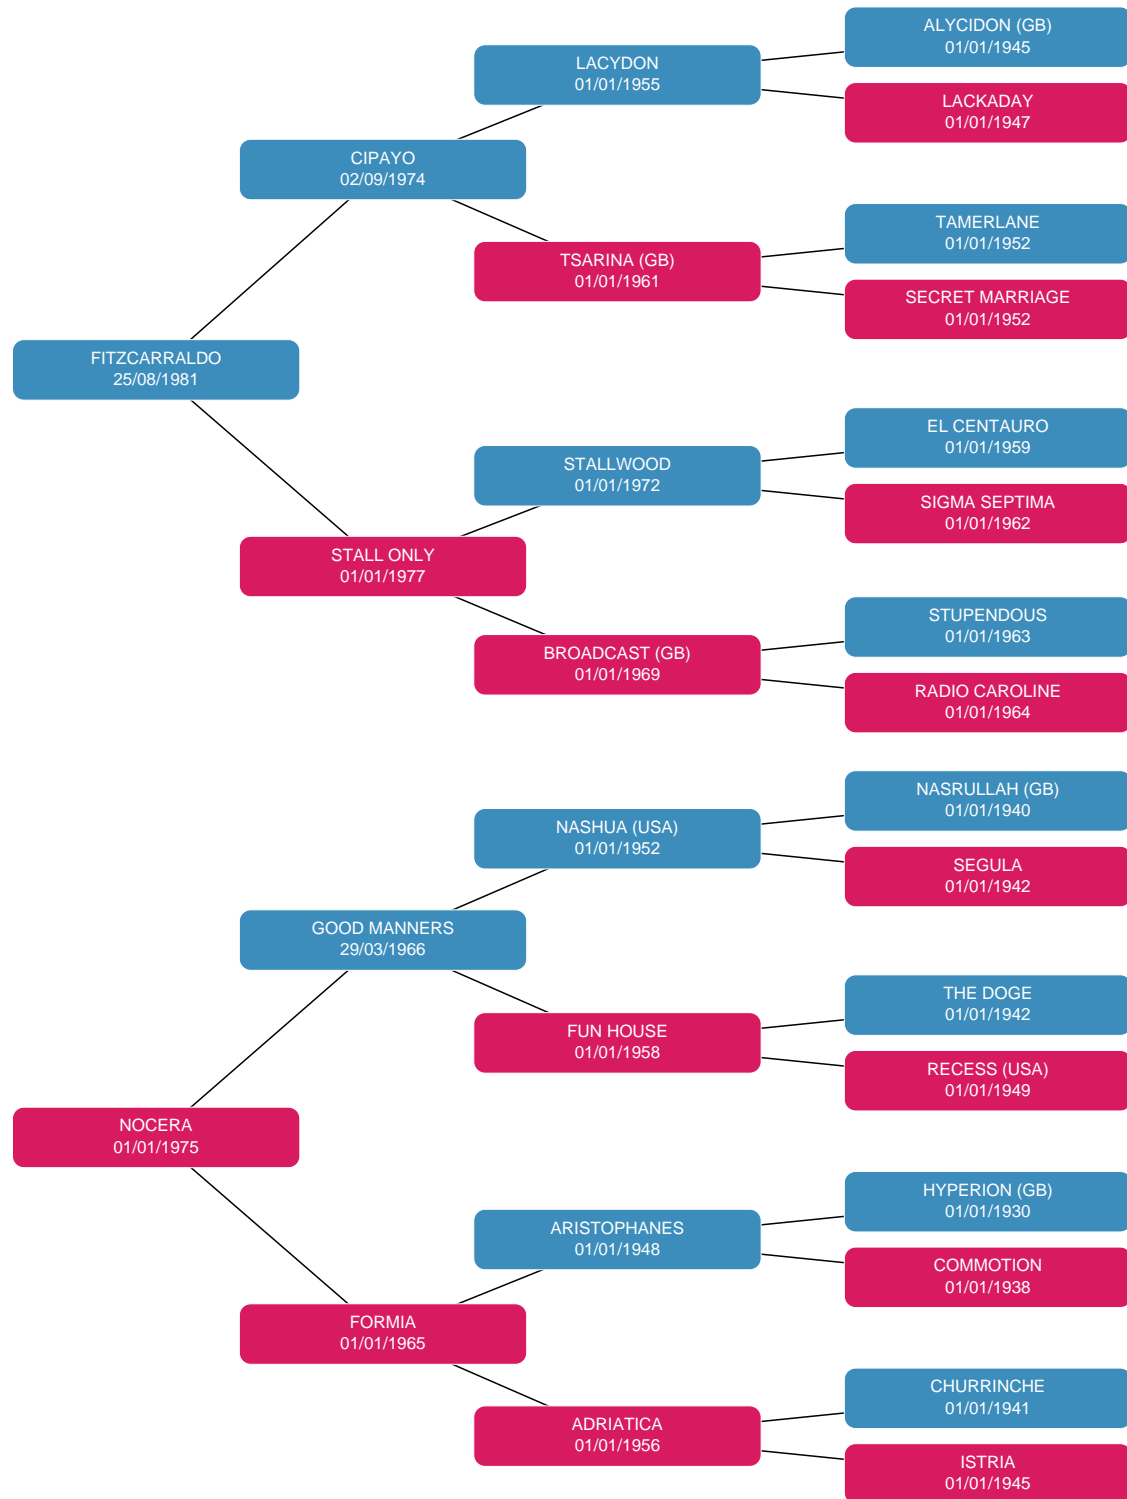 ALYCIDON (GB)
01/01/1945
LACYDON
01/01/1955
LACKADAY
01/01/1947
CIPAYO
02/09/1974
TAMERLANE
01/01/1952
TSARINA (GB)
01/01/1961
SECRET MARRIAGE
01/01/1952
FITZCARRALDO
25/08/1981
EL CENTAURO
01/01/1959
STALLWOOD
01/01/1972
SIGMA SEPTIMA
01/01/1962
STALL ONLY
01/01/1977
STUPENDOUS
01/01/1963
BROADCAST (GB)
01/01/1969
RADIO CAROLINE
01/01/1964
NASRULLAH (GB)
01/01/1940
NASHUA (USA)
01/01/1952
SEGULA
01/01/1942
GOOD MANNERS
29/03/1966
THE DOGE
01/01/1942
FUN HOUSE
01/01/1958
RECESS (USA)
01/01/1949
NOCERA
01/01/1975
HYPERION (GB)
01/01/1930
ARISTOPHANES
01/01/1948
COMMOTION
01/01/1938
FORMIA
01/01/1965
CHURRINCHE
01/01/1941
ADRIATICA
01/01/1956
ISTRIA
01/01/1945